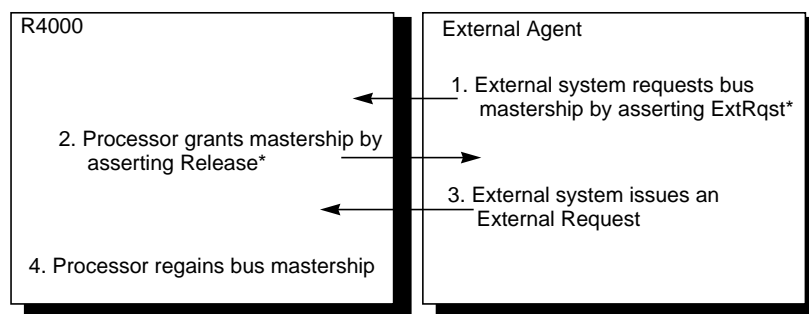 R4000
External Agent
1. External system requests bus
mastership by asserting ExtRqst*
2. Processor grants mastership by
asserting Release*
3. External system issues an
External Request
4. Processor regains bus mastership